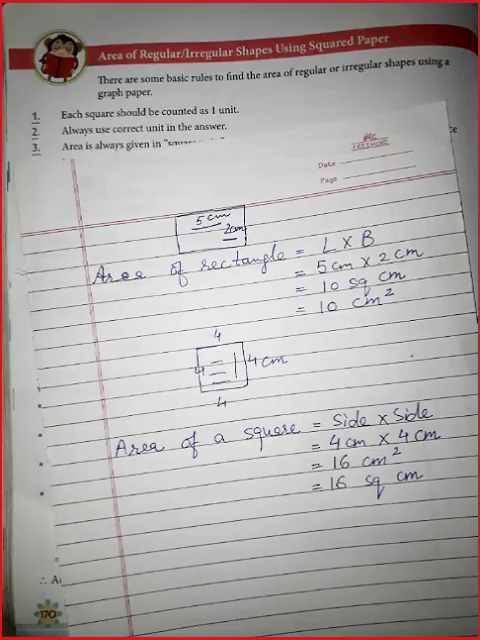 Area of Regular/Irregular Shapes Using Squared Paper
There are some basic rules to find the area of regular or irregular shapes using a
graph paper.
1. Each square should be counted as 1 unit.
2. Always use correct unit in the answer.
3. Area is always given in "square
Date
Page
5 cm
2cm
Area of rectangle = L X B
= 5 cm x 2 cm
= 10 sq cm
= 10 cm²
4
4 4 cm
4
Area of a square = Side x Side
= 4 cm X 4 cm
= 16 cm²
= 16 sq cm
170